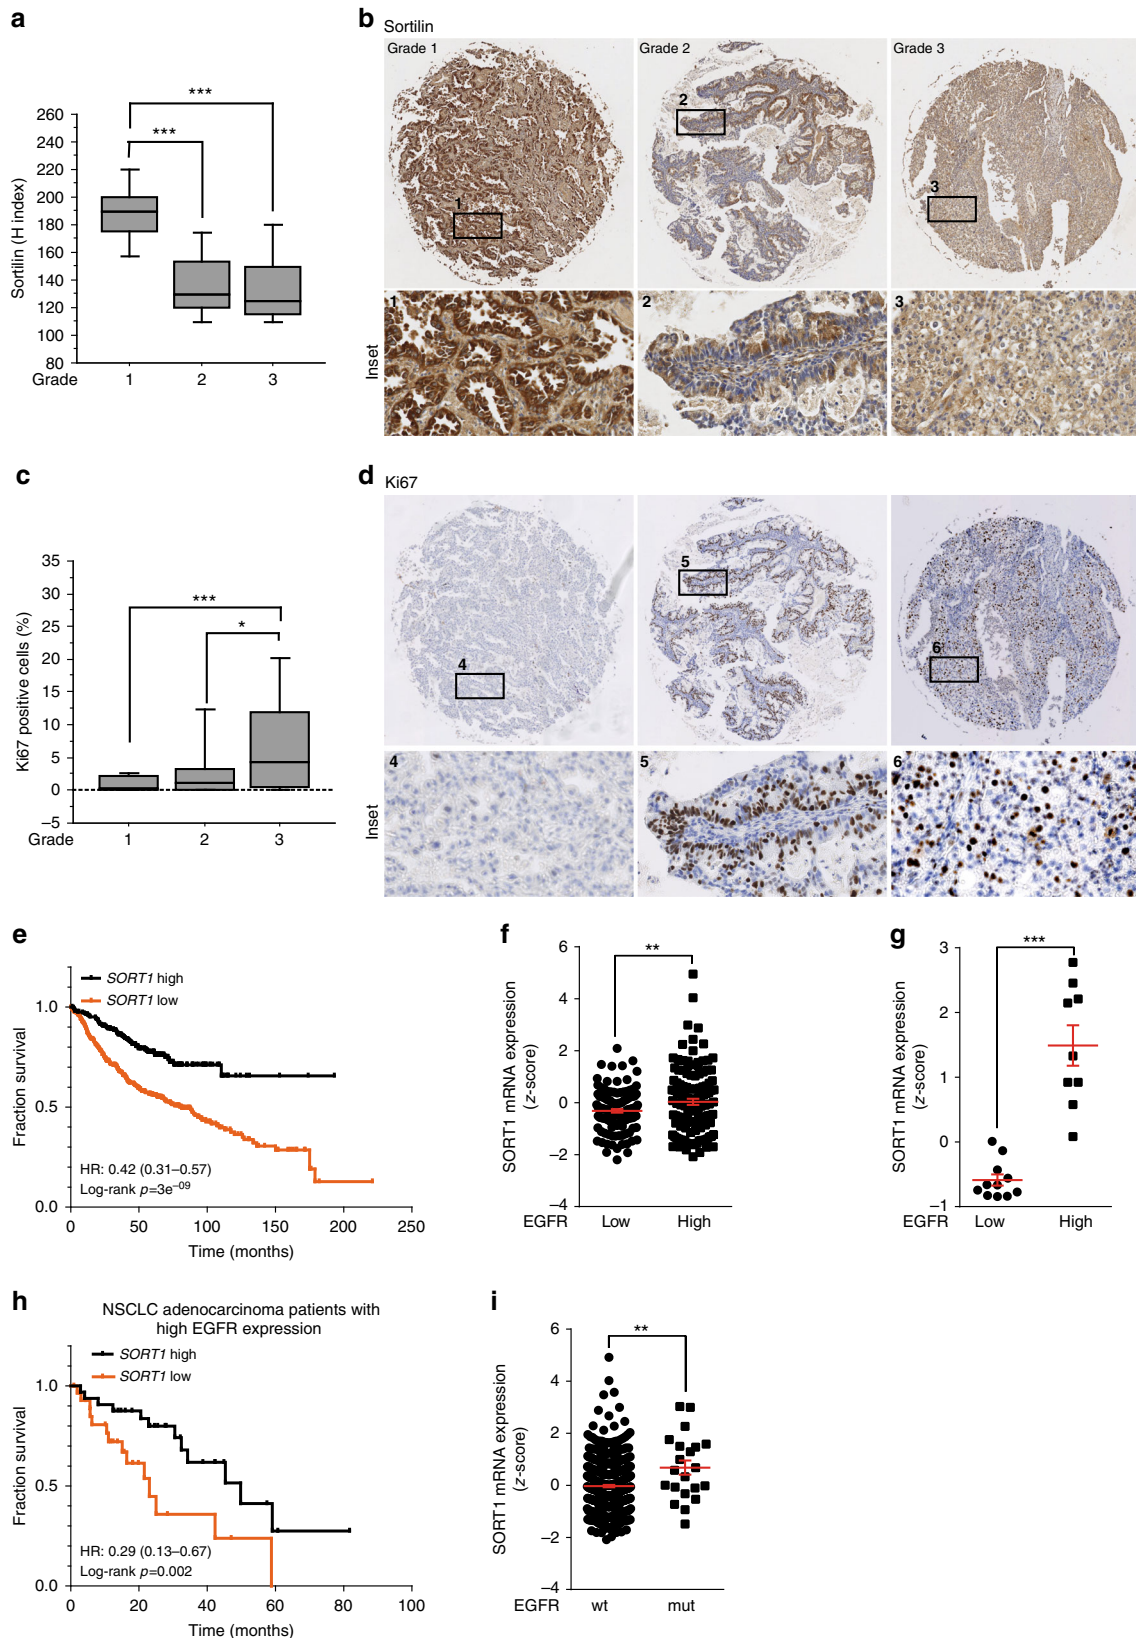 a
Sortilin (H index)
260
240
220
200
180
160
140
120
100
80
***
***
Grade 1 2 3
b
Sortilin
Grade 1 Grade 2 Grade 3
1 2 3
Inset
1 2 3
c
Ki67 positive cells (%)
35
30
25
20
15
10
5
0
–5
***
*
Grade 1 2 3
d
Ki67
4 5 6
Inset
4 5 6
e
SORT1 high
SORT1 low
Fraction survival
1.0
0.5
0.0
HR: 0.42 (0.31–0.57)
Log-rank p=3e–09
0 50 100 150 200 250
Time (months)
f
SORT1 mRNA expression
(z-score)
6
4
2
0
–2
–4
**
EGFR Low High
g
SORT1 mRNA expression
(z-score)
3
2
1
0
–1
***
EGFR Low High
h
NSCLC adenocarcinoma patients with
high EGFR expression
SORT1 high
SORT1 low
Fraction survival
1.0
0.5
0.0
HR: 0.29 (0.13–0.67)
Log-rank p=0.002
0 20 40 60 80 100
Time (months)
i
SORT1 mRNA expression
(z-score)
6
4
2
0
–2
–4
**
EGFR wt mut